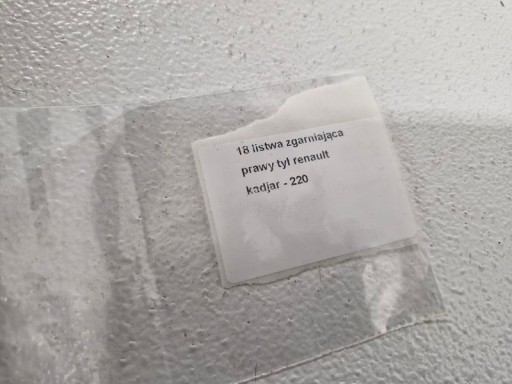 18 listwa zgarniająca
prawy tył renault
kadjar - 220